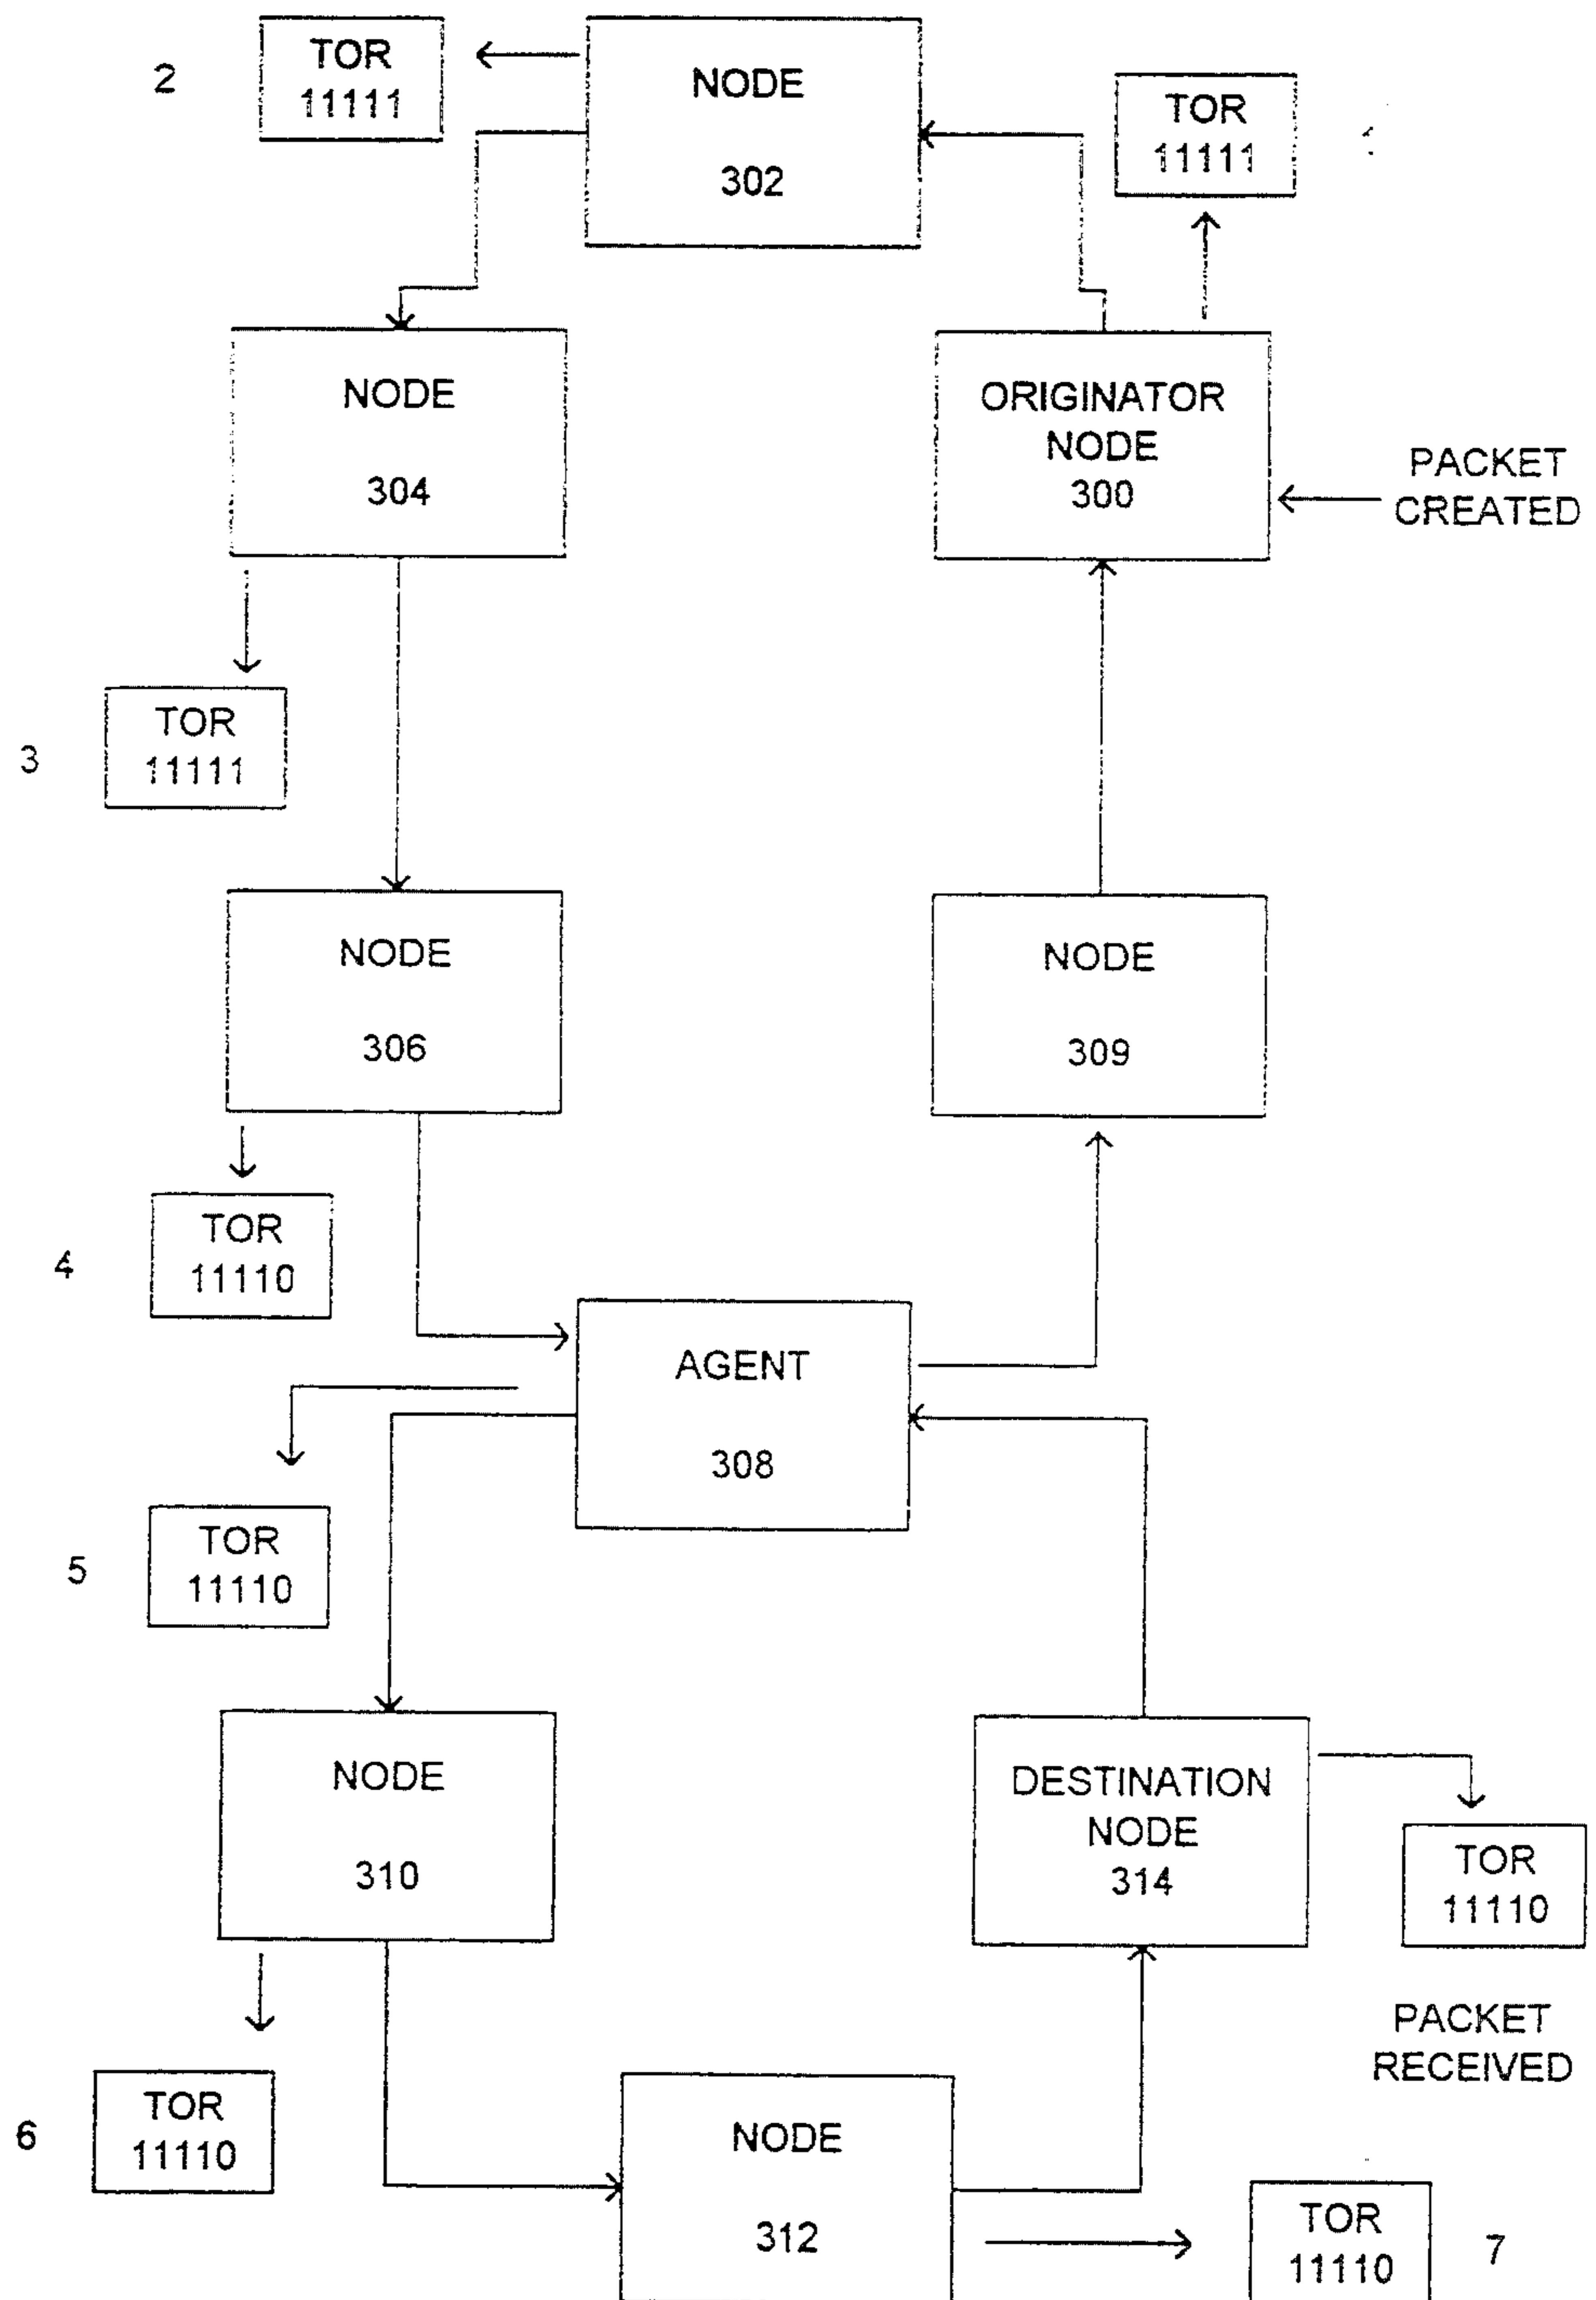 2
TOR
11111
NODE
302
TOR
11111
NODE
304
ORIGINATOR
NODE
300
PACKET
CREATED
3
TOR
11111
NODE
306
NODE
309
4
TOR
11110
AGENT
308
5
TOR
11110
NODE
310
DESTINATION
NODE
314
TOR
11110
PACKET
RECEIVED
6
TOR
11110
NODE
312
TOR
11110
7